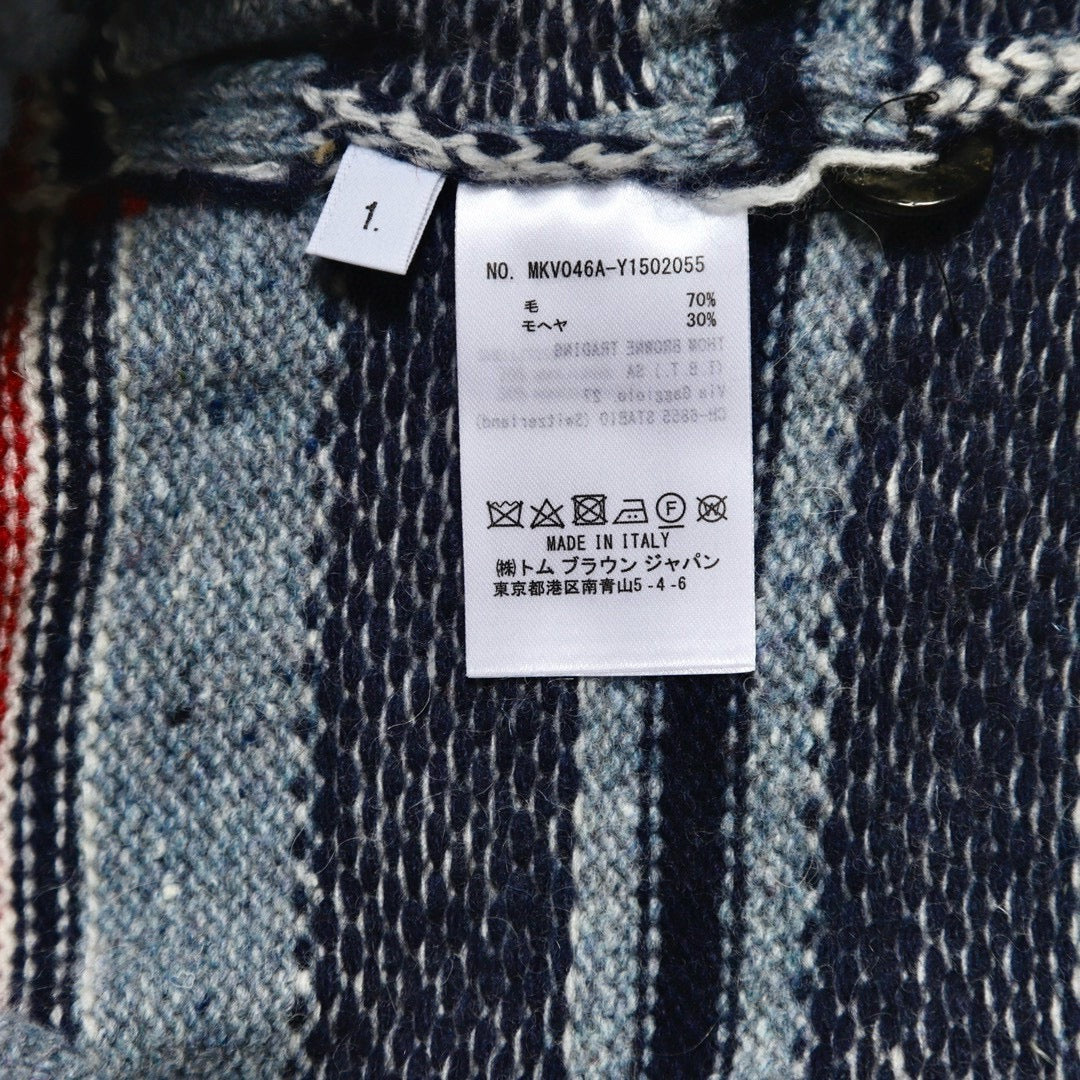 1.
NO. MKV046A-Y1502055
毛 70%
モヘヤ 30%
THOM BROWNE TRADING
(T.B.T.) SA
Via Gaggiolo 27
CH-6855 STABIO (Seitzerland)
MADE IN ITALY
㈱トム ブラウン ジャパン
東京都港区南青山5-4-6